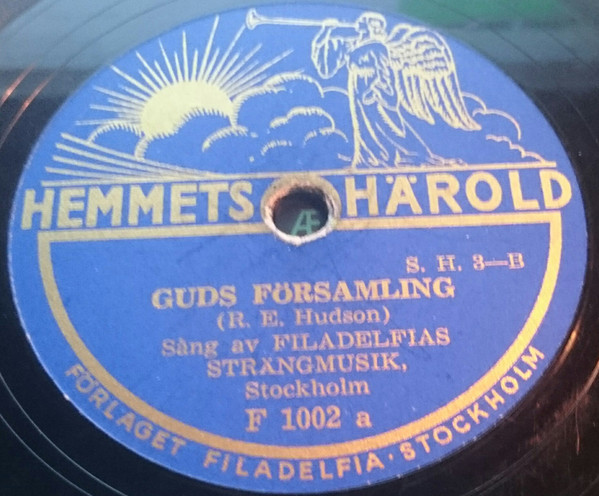 HEMMETS HÄROLD
Æ
S. H. 3—B
GUDS FÖRSAMLING
(R. E. Hudson)
Sång av FILADELFIAS
STRÄNGMUSIK,
Stockholm
F 1002 a
FÖRLAGET FILADELFIA · STOCKHOLM